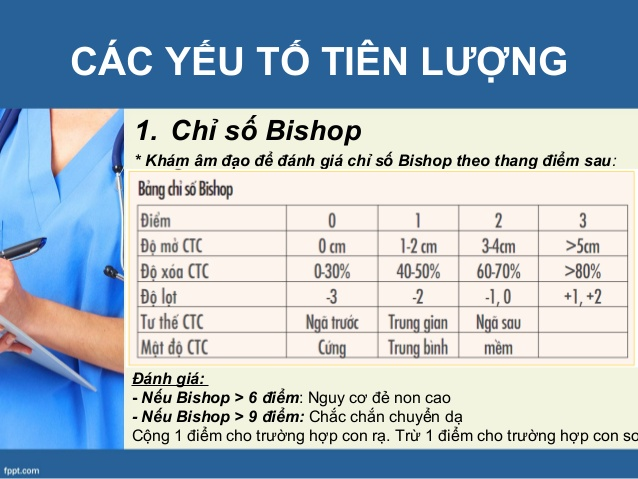 CÁC YẾU TỐ TIÊN LƯỢNG
1. Chỉ số Bishop
* Khám âm đạo để đánh giá chỉ số Bishop theo thang điểm sau:
Bảng chỉ số Bishop
Điểm 0 1 2 3
Độ mở CTC 0 cm 1-2 cm 3-4cm >5cm
Độ xóa CTC 0-30% 40-50% 60-70% >80%
Độ lọt -3 -2 -1, 0 +1, +2
Tư thế CTC Ngã trước Trung gian Ngã sau
Mật độ CTC Cứng Trung bình mềm
Đánh giá:
- Nếu Bishop > 6 điểm: Nguy cơ đẻ non cao
- Nếu Bishop > 9 điểm: Chắc chắn chuyển dạ
Cộng 1 điểm cho trường hợp con rạ. Trừ 1 điểm cho trường hợp con so
fppt.com